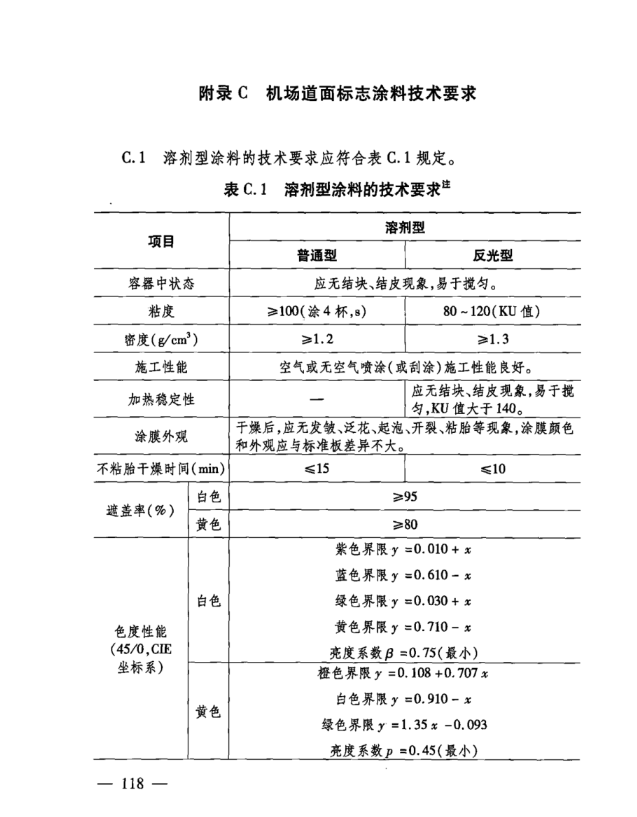 附录 C 机场道面标志涂料技术要求
C.1 溶剂型涂料的技术要求应符合表 C.1 规定。
表 C.1 溶剂型涂料的技术要求注
项目
溶剂型
普通型
反光型
容器中状态
应无结块、结皮现象,易于搅匀。
粘度
≥100(涂 4 杯,s)
80~120(KU 值)
密度(g/cm³)
≥1.2
≥1.3
施工性能
空气或无空气喷涂(或刮涂)施工性能良好。
加热稳定性
—
应无结块、结皮现象,易于搅
匀,KU 值大于 140。
涂膜外观
干燥后,应无发皱、泛花、起泡、开裂、粘胎等现象,涂膜颜色
和外观应与标准板差异不大。
不粘胎干燥时间(min)
≤15
≤10
遮盖率(%)
白色
≥95
黄色
≥80
色度性能
(45/0,CIE
坐标系)
白色
紫色界限 y =0.010 + x
蓝色界限 y =0.610 - x
绿色界限 y =0.030 + x
黄色界限 y =0.710 - x
亮度系数 β =0.75(最小)
黄色
橙色界限 y =0.108 +0.707 x
白色界限 y =0.910 - x
绿色界限 y =1.35 x -0.093
亮度系数 p =0.45(最小)
— 118 —